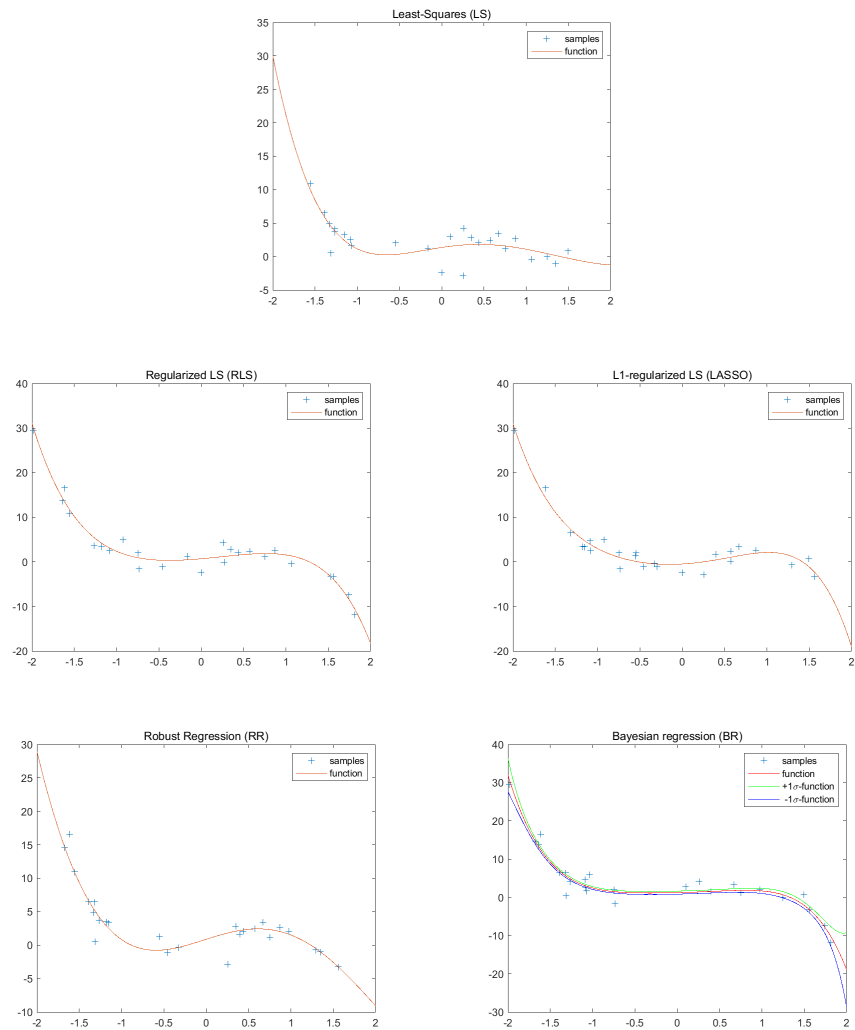 Least-Squares (LS)
35
30
25
20
15
10
5
0
-5
-2 -1.5 -1 -0.5 0 0.5 1 1.5 2
samples
function
Regularized LS (RLS)
40
30
20
10
0
-10
-20
-2 -1.5 -1 -0.5 0 0.5 1 1.5 2
samples
function
L1-regularized LS (LASSO)
40
30
20
10
0
-10
-20
-2 -1.5 -1 -0.5 0 0.5 1 1.5 2
samples
function
Robust Regression (RR)
30
25
20
15
10
5
0
-5
-10
-2 -1.5 -1 -0.5 0 0.5 1 1.5 2
samples
function
Bayesian regression (BR)
40
30
20
10
0
-10
-20
-30
-2 -1.5 -1 -0.5 0 0.5 1 1.5 2
samples
function
+1σ-function
-1σ-function